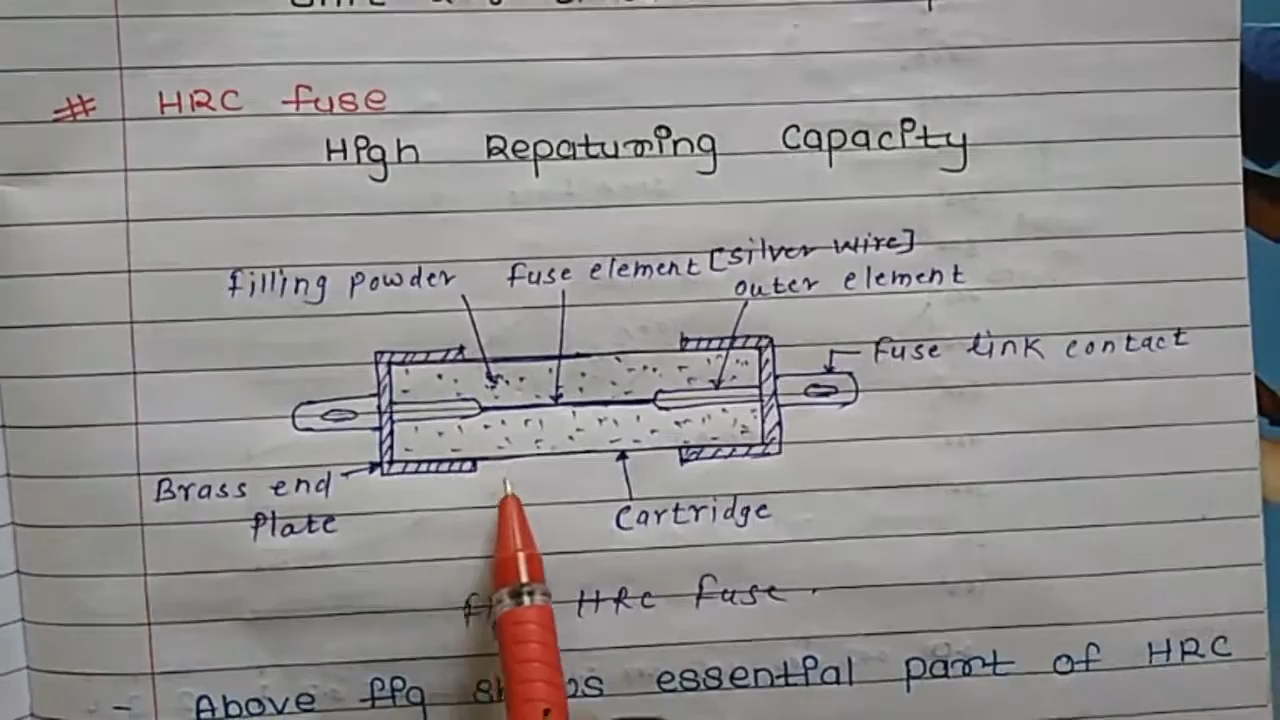 # HRC fuse
High Repaturing Capacity
filling powder fuse element [silver wire]
outer element
fuse link contact
Brass end
plate
Cartridge
HRC fuse.
- Above fig essential part of HRC